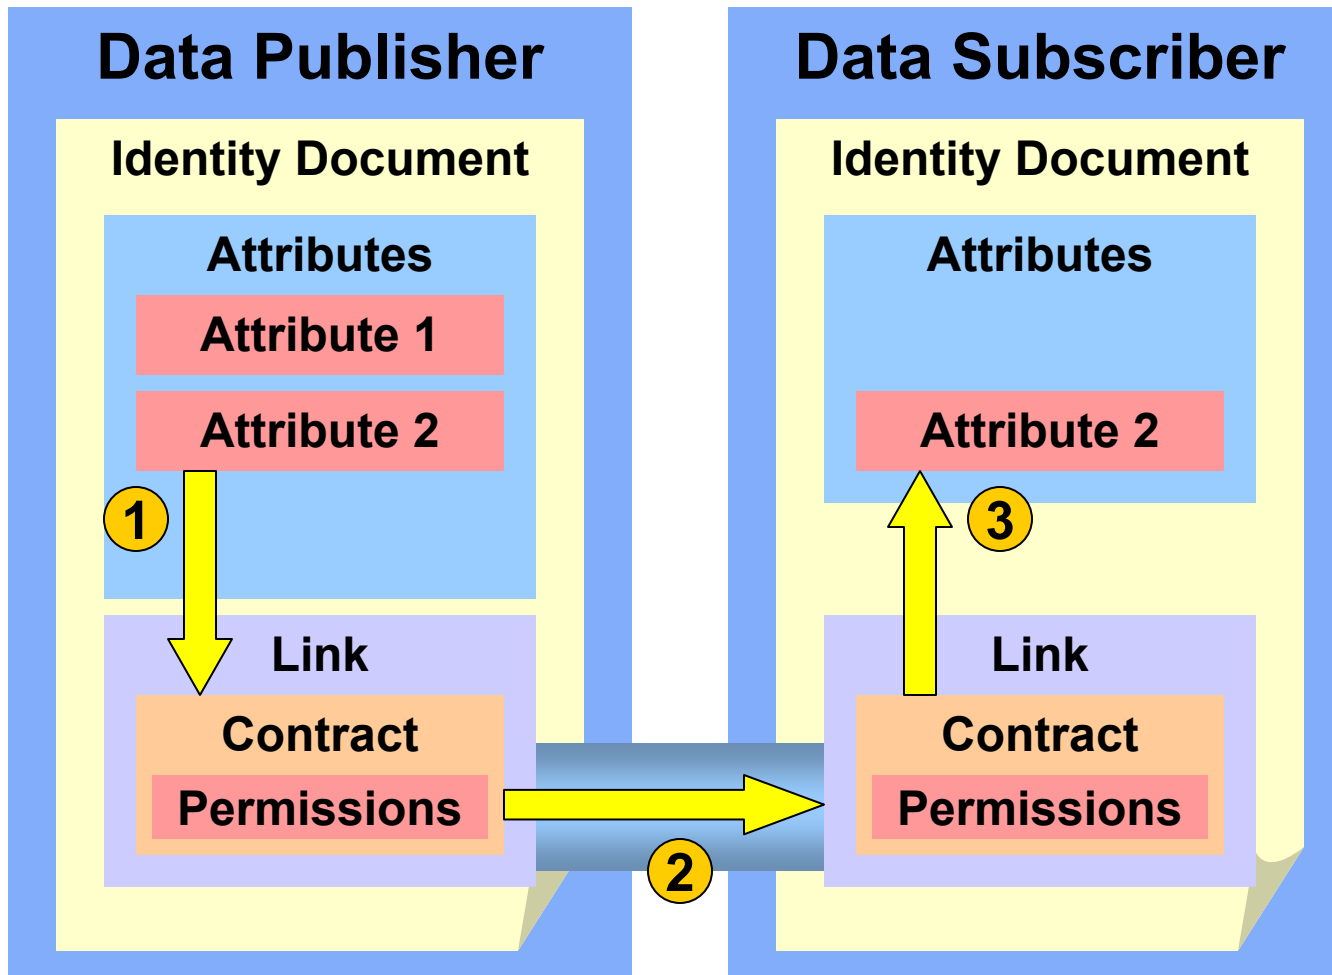 Data Publisher
Identity Document
Attributes
Attribute 1
Attribute 2
1
Link
Contract
Permissions
2
Data Subscriber
Identity Document
Attributes
Attribute 2
3
Link
Contract
Permissions